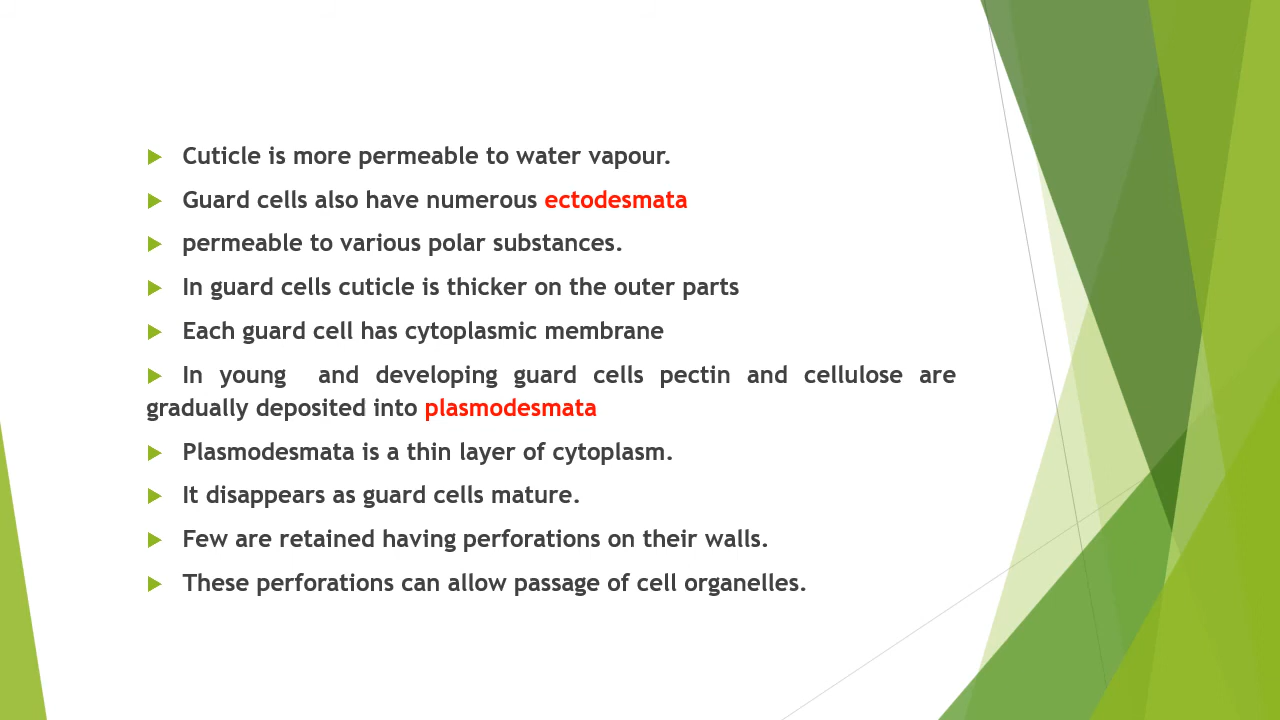 Cuticle is more permeable to water vapour.
Guard cells also have numerous ectodesmata
permeable to various polar substances.
In guard cells cuticle is thicker on the outer parts
Each guard cell has cytoplasmic membrane
In young and developing guard cells pectin and cellulose are
gradually deposited into plasmodesmata
Plasmodesmata is a thin layer of cytoplasm.
It disappears as guard cells mature.
Few are retained having perforations on their walls.
These perforations can allow passage of cell organelles.